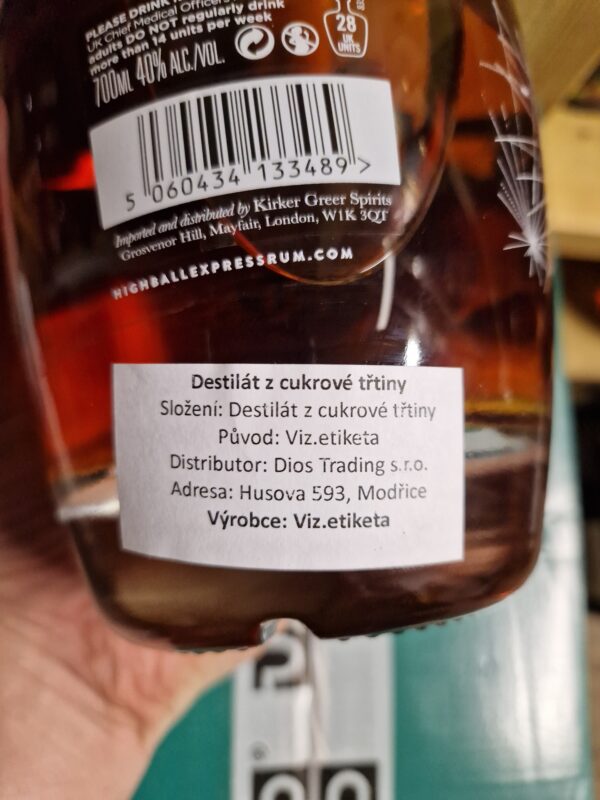 PLEASE DRINK
UK Chief Medical Officers
adults DO NOT regularly drink
more than 14 units per week
700ML 40% ALC/VOL.
28
UK
UNITS
5 060434 133489 >
Imported and distributed by Kirker Greer Spirits
Grosvenor Hill, Mayfair, London, W1K 3QT
HIGHBALLEXPRESSRUM.COM
Destilát z cukrové třtiny
Složení: Destilát z cukrové třtiny
Původ: Viz.etiketa
Distributor: Dios Trading s.r.o.
Adresa: Husova 593, Modřice
Výrobce: Viz.etiketa